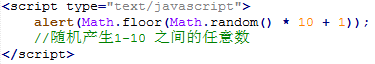 <script type="text/javascript">
alert(Math.floor(Math.random() * 10 + 1));
//随机产生1-10 之间的任意数
</script>